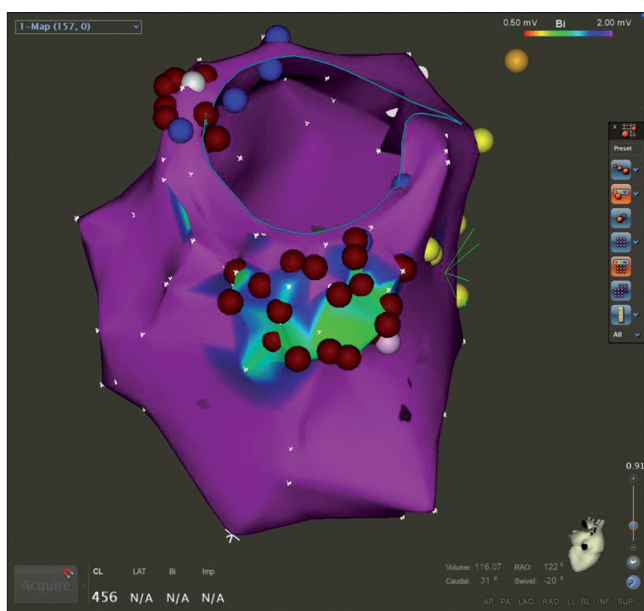 1-Map (157, 0)
0.50 mV Bi 2.00 mV
Preset
All
0.91
Acquire
CL LAT Bi Imp
456 N/A N/A N/A
Volume: 116.07 RAO: 122 °
Caudal: 31 ° Swivel: -20 °
AP PA LAO RAO LL RL INF SUP